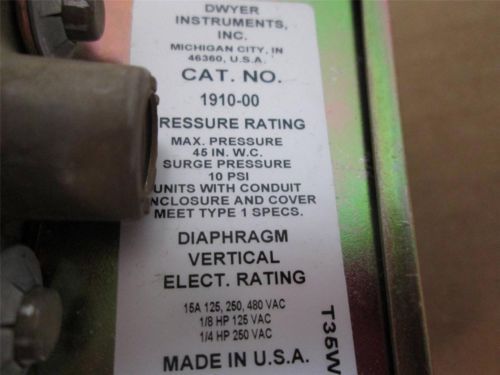 DWYER
INSTRUMENTS,
INC.
MICHIGAN CITY, IN
46360, U.S.A.
CAT. NO.
1910-00
RESSURE RATING
MAX. PRESSURE
45 IN. W.C.
SURGE PRESSURE
10 PSI
UNITS WITH CONDUIT
ENCLOSURE AND COVER
MEET TYPE 1 SPECS.
DIAPHRAGM
VERTICAL
ELECT. RATING
15A 125, 250, 480 VAC
1/8 HP 125 VAC
1/4 HP 250 VAC
MADE IN U.S.A.
T35W